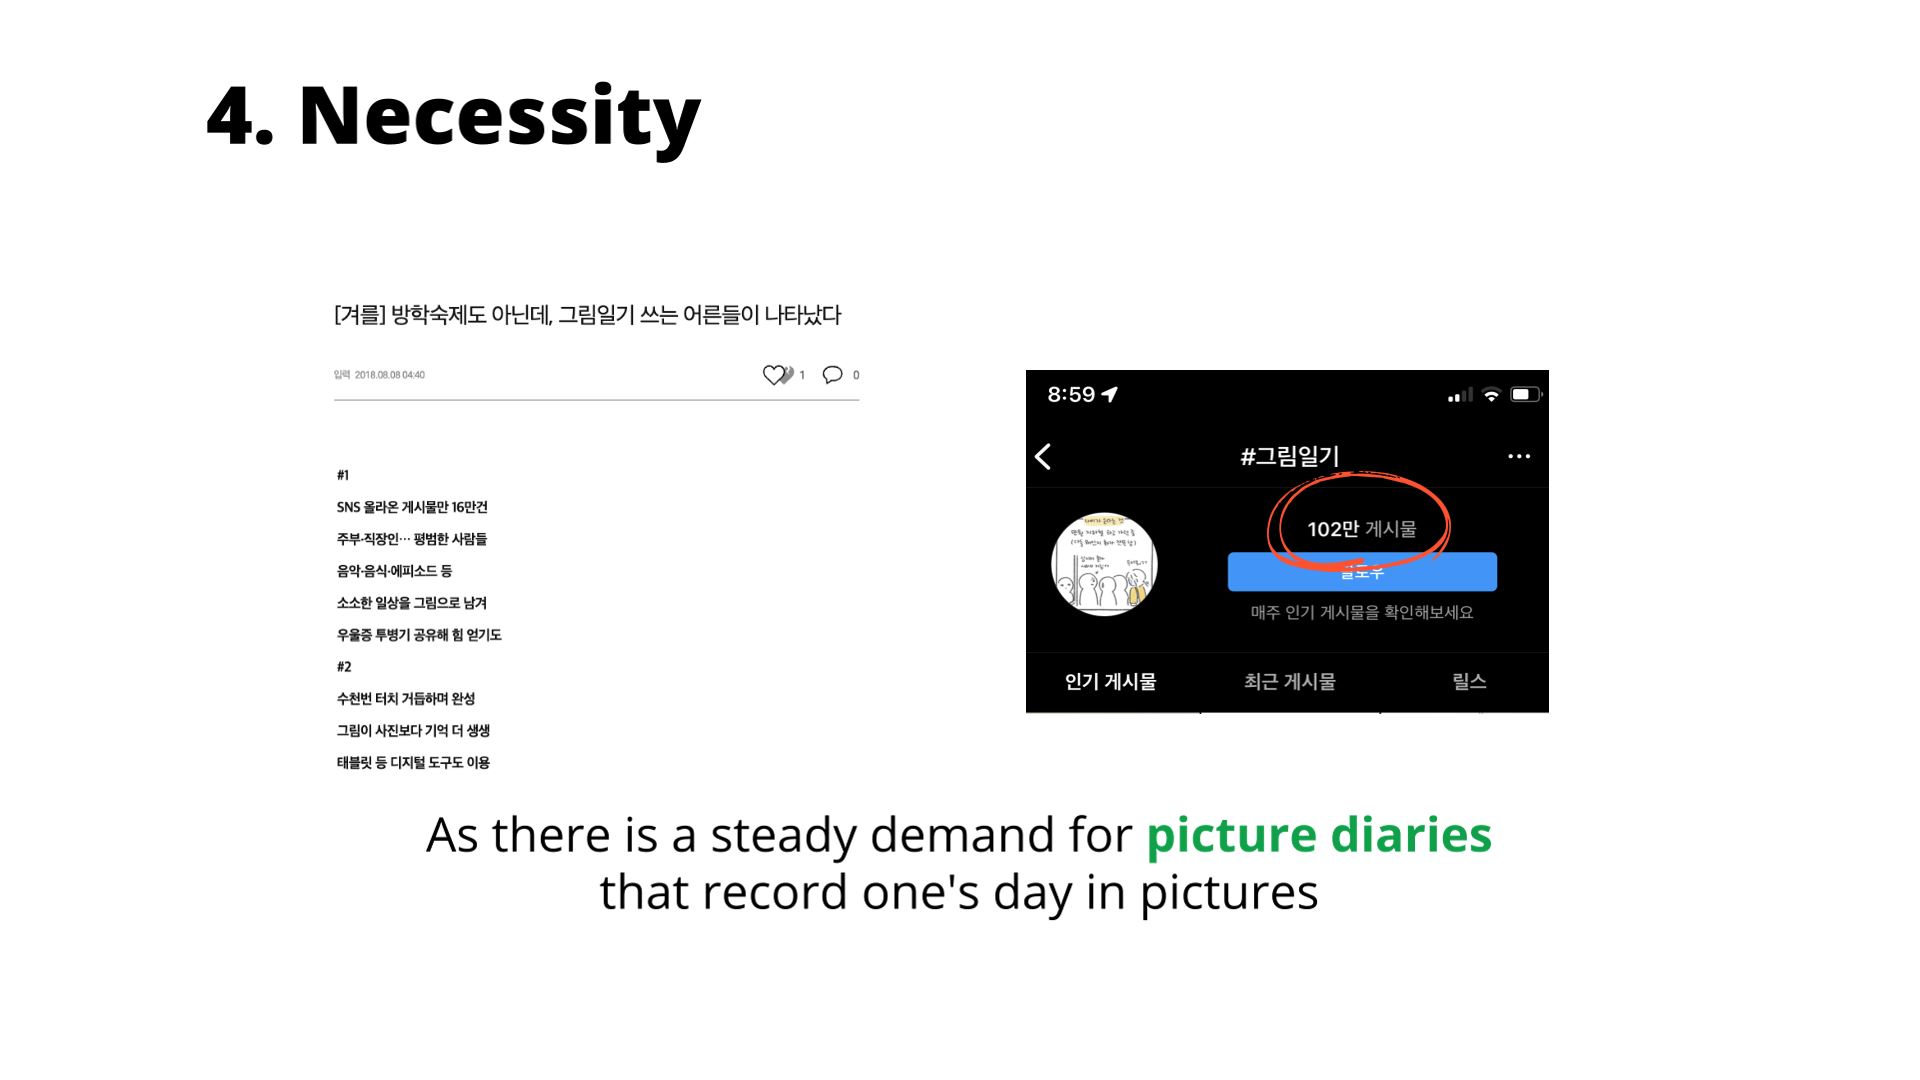 4. Necessity
[겨를] 방학숙제도 아닌데, 그림일기 쓰는 어른들이 나타났다
입력 2018.08.08 04:40
1 0
#1
SNS 올라온 게시물만 16만건
주부·직장인… 평범한 사람들
음악·음식·에피소드 등
소소한 일상을 그림으로 남겨
우울증 투병기 공유해 힘 얻기도
#2
수천번 터치 거듭하며 완성
그림이 사진보다 기억 더 생생
태블릿 등 디지털 도구도 이용
8:59
#그림일기
102만 게시물
팔로우
매주 인기 게시물을 확인해보세요
인기 게시물 최근 게시물 릴스
As there is a steady demand for picture diaries
that record one's day in pictures